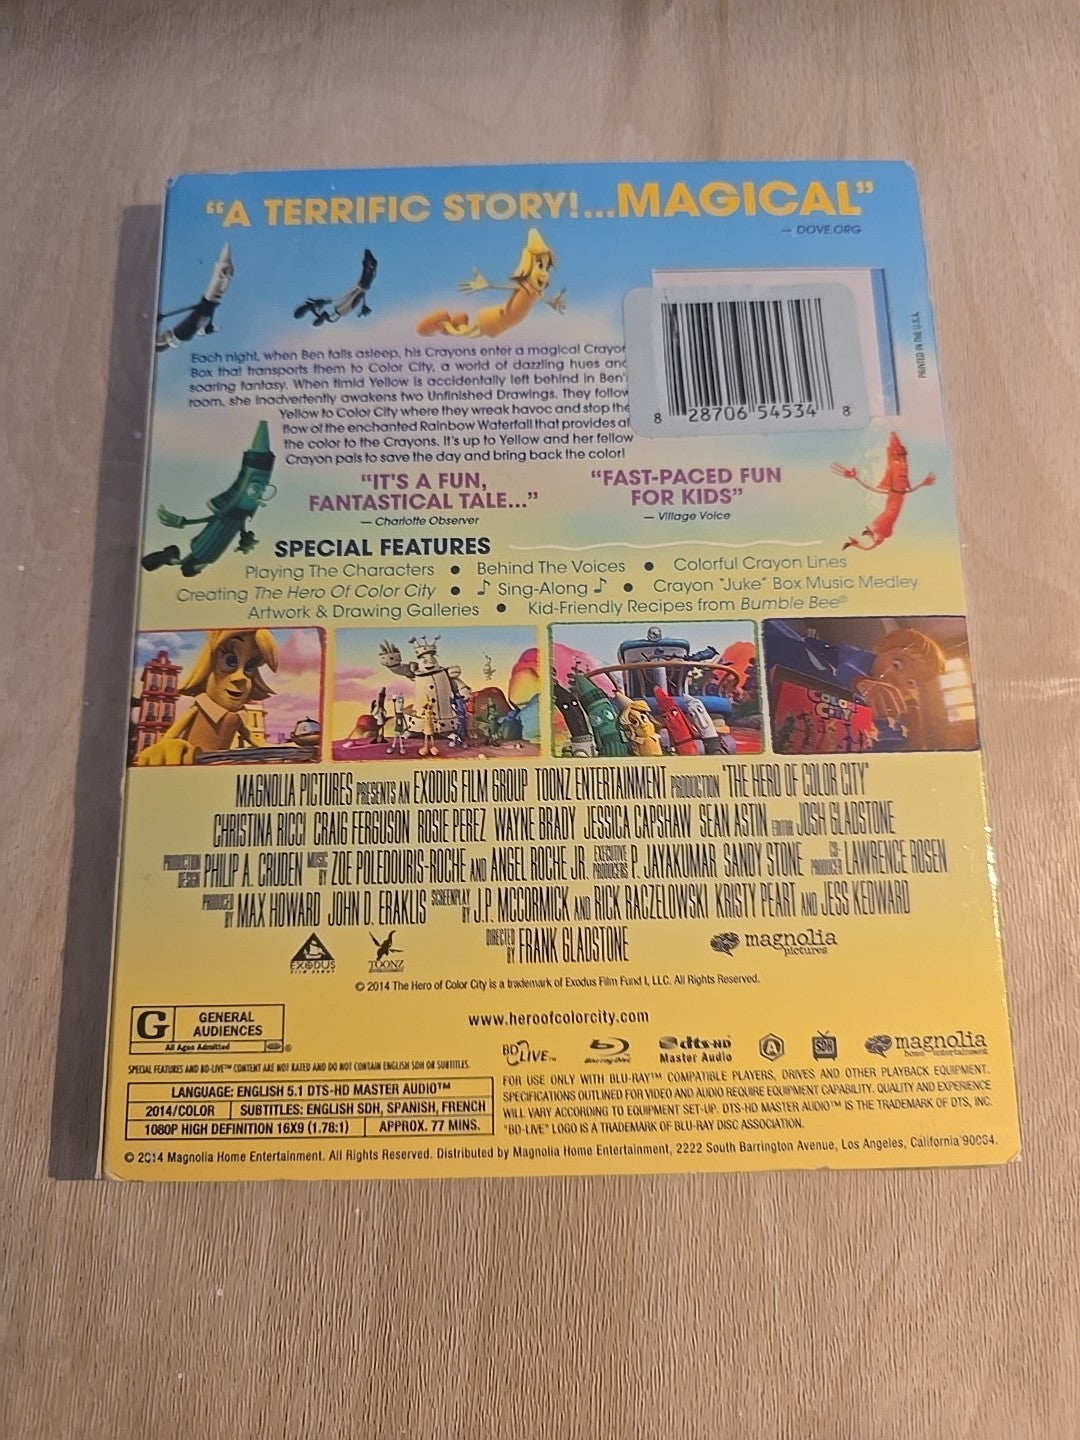 “A TERRIFIC STORY!...MAGICAL”
– DOVE.ORG
Each night, when Ben falls asleep, his Crayons enter a magical Crayon
Box that transports them to Color City, a world of dazzling hues and
soaring fantasy. When timid Yellow is accidentally left behind in Ben's
room, she inadvertently awakens two Unfinished Drawings. They follow
Yellow to Color City where they wreak havoc and stop the
flow of the enchanted Rainbow Waterfall that provides all
the color to the Crayons. It's up to Yellow and her fellow
Crayon pals to save the day and bring back the color!
8 28706 54534 8
PRINTED IN THE U.S.A.
“IT'S A FUN,
FANTASTICAL TALE...”
— Charlotte Observer
“FAST-PACED FUN
FOR KIDS”
— Village Voice
SPECIAL FEATURES
Playing The Characters • Behind The Voices • Colorful Crayon Lines
Creating The Hero Of Color City • ♪ Sing-Along ♪ • Crayon “Juke” Box Music Medley
Artwork & Drawing Galleries • Kid-Friendly Recipes from Bumble Bee®
COLOR CITY
MAGNOLIA PICTURES PRESENTS AN EXODUS FILM GROUP TOONZ ENTERTAINMENT PRODUCTION "THE HERO OF COLOR CITY"
CHRISTINA RICCI CRAIG FERGUSON ROSIE PEREZ WAYNE BRADY JESSICA CAPSHAW SEAN ASTIN EDITOR JOSH GLADSTONE
PRODUCTION DESIGN PHILIP A. CRUDEN MUSIC BY ZOË POLEDOURIS-ROCHÉ AND ANGEL ROCHÉ JR. EXECUTIVE PRODUCERS P. JAYAKUMAR SANDY STONE CO-PRODUCER LAWRENCE ROSEN
PRODUCED BY MAX HOWARD JOHN D. ERAKLIS SCREENPLAY BY J.P. MCCORMICK AND RICK RACZELOWSKI KRISTY PEART AND JESS KEDWARD
DIRECTED BY FRANK GLADSTONE
EXODUS FILM GROUP
TOONZ
magnolia
pictures
© 2014 The Hero of Color City is a trademark of Exodus Film Fund I, LLC. All Rights Reserved.
G GENERAL AUDIENCES
All Ages Admitted ®
www.heroofcolorcity.com
BD LIVE™ Blu-ray Disc dts-HD Master Audio A SDH magnolia home entertainment
SPECIAL FEATURES AND BD-LIVE™ CONTENT ARE NOT RATED AND DO NOT CONTAIN ENGLISH SDH OR SUBTITLES.
LANGUAGE: ENGLISH 5.1 DTS-HD MASTER AUDIO™
2014/COLOR SUBTITLES: ENGLISH SDH, SPANISH, FRENCH
1080P HIGH DEFINITION 16X9 (1.78:1) APPROX. 77 MINS.
FOR USE ONLY WITH BLU-RAY™ COMPATIBLE PLAYERS, DRIVES AND OTHER PLAYBACK EQUIPMENT.
SPECIFICATIONS OUTLINED FOR VIDEO AND AUDIO REQUIRE EQUIPMENT CAPABILITY. QUALITY AND EXPERIENCE
WILL VARY ACCORDING TO EQUIPMENT SET-UP. DTS-HD MASTER AUDIO™ IS THE TRADEMARK OF DTS, INC.
"BD-LIVE" LOGO IS A TRADEMARK OF BLU-RAY DISC ASSOCIATION.
© 2014 Magnolia Home Entertainment. All Rights Reserved. Distributed by Magnolia Home Entertainment, 2222 South Barrington Avenue, Los Angeles, California 90064.